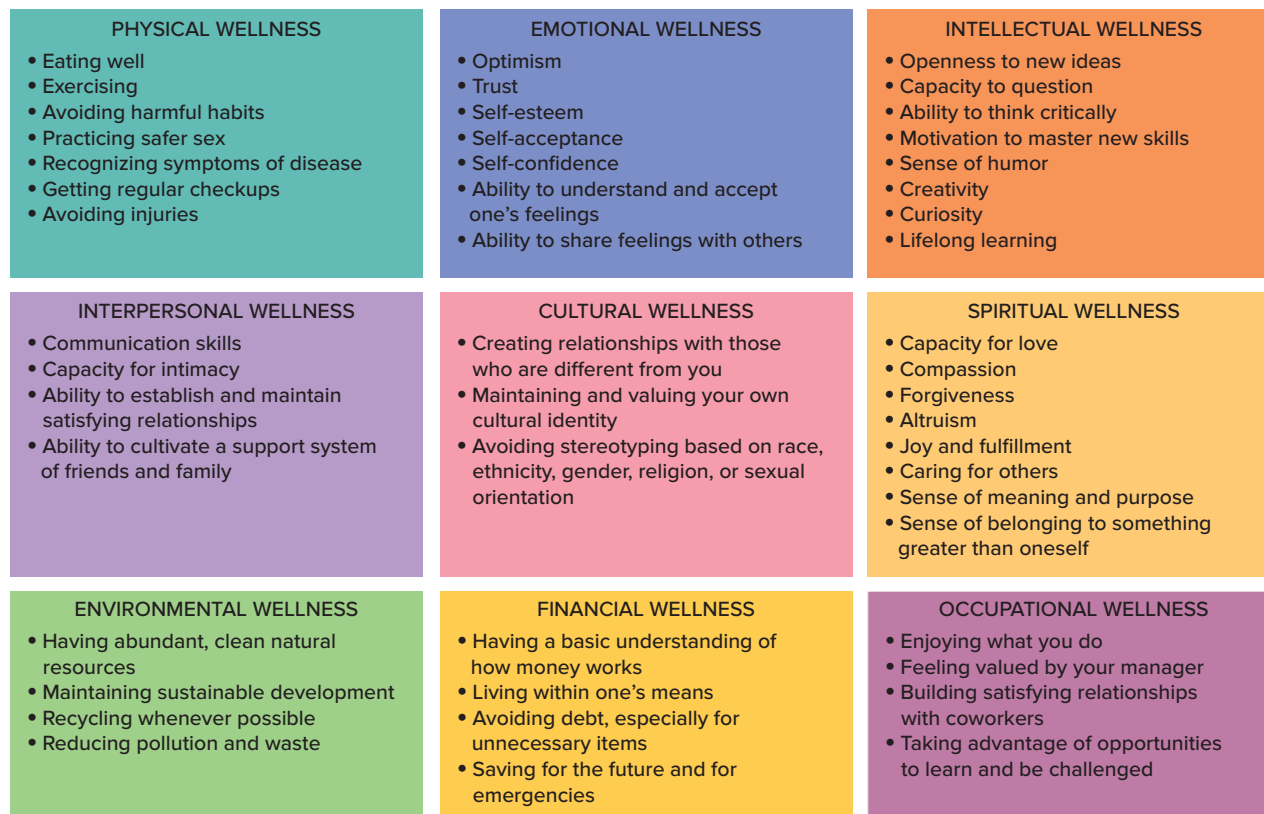 PHYSICAL WELLNESS
• Eating well
• Exercising
• Avoiding harmful habits
• Practicing safer sex
• Recognizing symptoms of disease
• Getting regular checkups
• Avoiding injuries
EMOTIONAL WELLNESS
• Optimism
• Trust
• Self-esteem
• Self-acceptance
• Self-confidence
• Ability to understand and accept
one’s feelings
• Ability to share feelings with others
INTELLECTUAL WELLNESS
• Openness to new ideas
• Capacity to question
• Ability to think critically
• Motivation to master new skills
• Sense of humor
• Creativity
• Curiosity
• Lifelong learning
INTERPERSONAL WELLNESS
• Communication skills
• Capacity for intimacy
• Ability to establish and maintain
satisfying relationships
• Ability to cultivate a support system
of friends and family
CULTURAL WELLNESS
• Creating relationships with those
who are different from you
• Maintaining and valuing your own
cultural identity
• Avoiding stereotyping based on race,
ethnicity, gender, religion, or sexual
orientation
SPIRITUAL WELLNESS
• Capacity for love
• Compassion
• Forgiveness
• Altruism
• Joy and fulfillment
• Caring for others
• Sense of meaning and purpose
• Sense of belonging to something
greater than oneself
ENVIRONMENTAL WELLNESS
• Having abundant, clean natural
resources
• Maintaining sustainable development
• Recycling whenever possible
• Reducing pollution and waste
FINANCIAL WELLNESS
• Having a basic understanding of
how money works
• Living within one’s means
• Avoiding debt, especially for
unnecessary items
• Saving for the future and for
emergencies
OCCUPATIONAL WELLNESS
• Enjoying what you do
• Feeling valued by your manager
• Building satisfying relationships
with coworkers
• Taking advantage of opportunities
to learn and be challenged